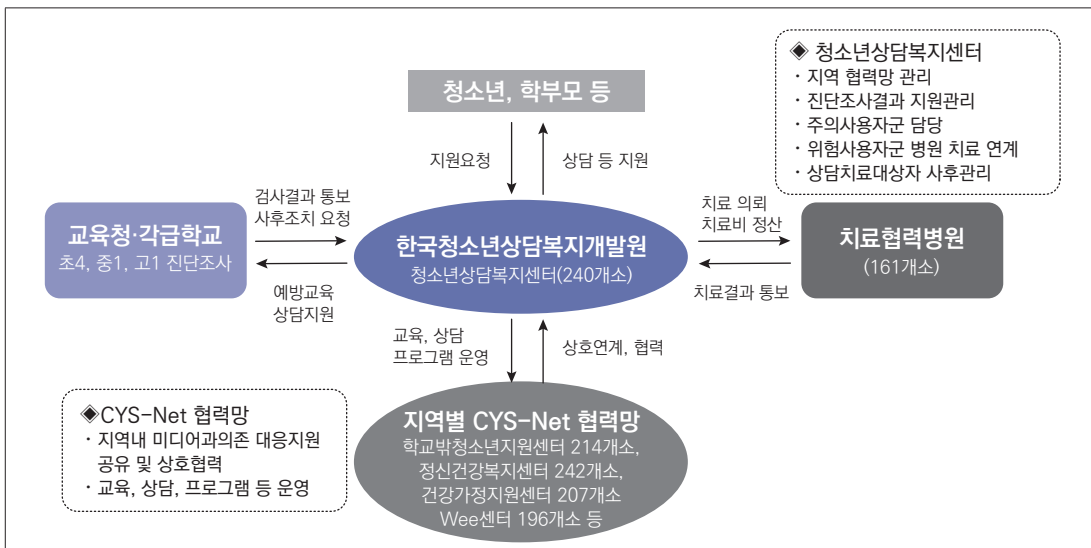 ◈ 청소년상담복지센터
· 지역 협력망 관리
· 진단조사결과 지원관리
· 주의사용자군 담당
· 위험사용자군 병원 치료 연계
· 상담치료대상자 사후관리
청소년, 학부모 등
지원요청
상담 등 지원
교육청·각급학교
초4, 중1, 고1 진단조사
검사결과 통보
사후조치 요청
예방교육
상담지원
한국청소년상담복지개발원
청소년상담복지센터(240개소)
치료 의뢰
치료비 정산
치료결과 통보
치료협력병원
(161개소)
교육, 상담
프로그램 운영
상호연계, 협력
◈CYS-Net 협력망
· 지역내 미디어과의존 대응지원
공유 및 상호협력
· 교육, 상담, 프로그램 등 운영
지역별 CYS-Net 협력망
학교밖청소년지원센터 214개소,
정신건강복지센터 242개소,
건강가정지원센터 207개소
Wee센터 196개소 등